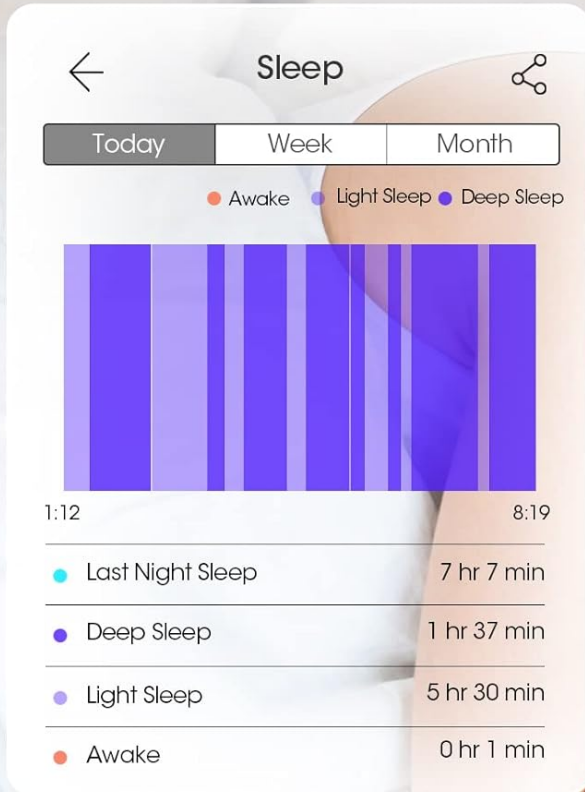 Sleep
Today Week Month
Awake Light Sleep Deep Sleep
1:12 8:19
Last Night Sleep 7 hr 7 min
Deep Sleep 1 hr 37 min
Light Sleep 5 hr 30 min
Awake 0 hr 1 min